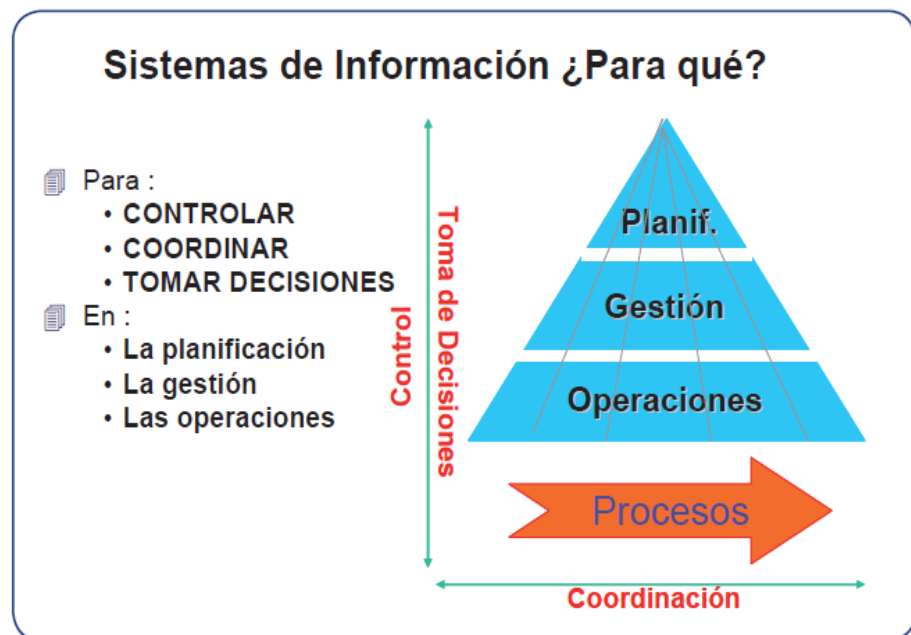 Sistemas de Información ¿Para qué?
Para :
• CONTROLAR
• COORDINAR
• TOMAR DECISIONES
En :
• La planificación
• La gestión
• Las operaciones
Control
Toma de Decisiones
Planif.
Gestión
Operaciones
Procesos
Coordinación